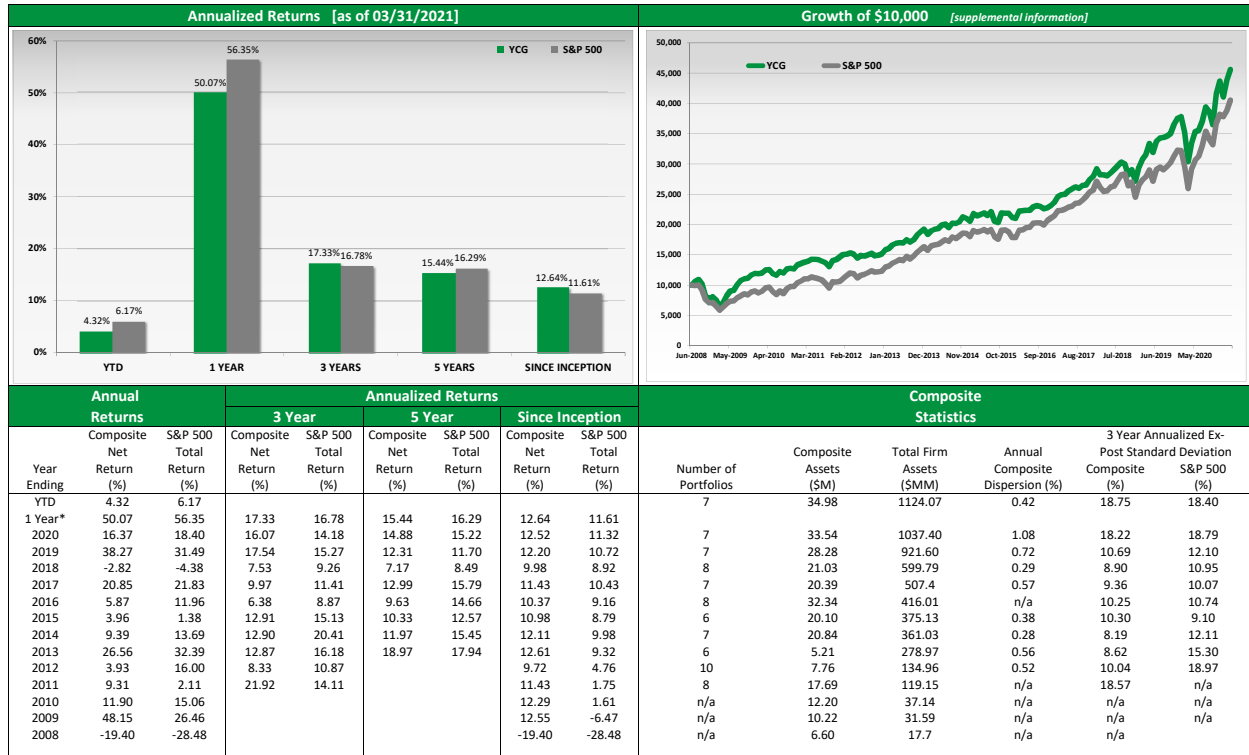 Annualized Returns [as of 03/31/2021]
60%
50%
40%
30%
20%
10%
0%
YCG
S&P 500
4.32%
6.17%
50.07%
56.35%
17.33%
16.78%
15.44%
16.29%
12.64%
11.61%
YTD 1 YEAR 3 YEARS 5 YEARS SINCE INCEPTION
Growth of $10,000 [supplemental information]
50,000
45,000
40,000
35,000
30,000
25,000
20,000
15,000
10,000
5,000
0
YCG
S&P 500
Jun-2008 May-2009 Apr-2010 Mar-2011 Feb-2012 Jan-2013 Dec-2013 Nov-2014 Oct-2015 Sep-2016 Aug-2017 Jul-2018 Jun-2019 May-2020
Annual Annualized Returns Composite
Returns 3 Year 5 Year Since Inception Statistics
Composite S&P 500 Composite S&P 500 Composite S&P 500 Composite S&P 500 3 Year Annualized Ex-
Net Total Net Total Net Total Net Total Composite Total Firm Annual Post Standard Deviation
Year Return Return Return Return Return Return Return Return Number of Assets Assets Composite Composite S&P 500
Ending (%) (%) (%) (%) (%) (%) (%) (%) Portfolios ($M) ($MM) Dispersion (%) (%) (%)
YTD 4.32 6.17 7 34.98 1124.07 0.42 18.75 18.40
1 Year* 50.07 56.35 17.33 16.78 15.44 16.29 12.64 11.61
2020 16.37 18.40 16.07 14.18 14.88 15.22 12.52 11.32 7 33.54 1037.40 1.08 18.22 18.79
2019 38.27 31.49 17.54 15.27 12.31 11.70 12.20 10.72 7 28.28 921.60 0.72 10.69 12.10
2018 -2.82 -4.38 7.53 9.26 7.17 8.49 9.98 8.92 8 21.03 599.79 0.29 8.90 10.95
2017 20.85 21.83 9.97 11.41 12.99 15.79 11.43 10.43 7 20.39 507.4 0.57 9.36 10.07
2016 5.87 11.96 6.38 8.87 9.63 14.66 10.37 9.16 8 32.34 416.01 n/a 10.25 10.74
2015 3.96 1.38 12.91 15.13 10.33 12.57 10.98 8.79 6 20.10 375.13 0.38 10.30 9.10
2014 9.39 13.69 12.90 20.41 11.97 15.45 12.11 9.98 7 20.84 361.03 0.28 8.19 12.11
2013 26.56 32.39 12.87 16.18 18.97 17.94 12.61 9.32 6 5.21 278.97 0.56 8.62 15.30
2012 3.93 16.00 8.33 10.87 9.72 4.76 10 7.76 134.96 0.52 10.04 18.97
2011 9.31 2.11 21.92 14.11 11.43 1.75 8 17.69 119.15 n/a 18.57 n/a
2010 11.90 15.06 12.29 1.61 n/a 12.20 37.14 n/a n/a n/a
2009 48.15 26.46 12.55 -6.47 n/a 10.22 31.59 n/a n/a n/a
2008 -19.40 -28.48 -19.40 -28.48 n/a 6.60 17.7 n/a n/a